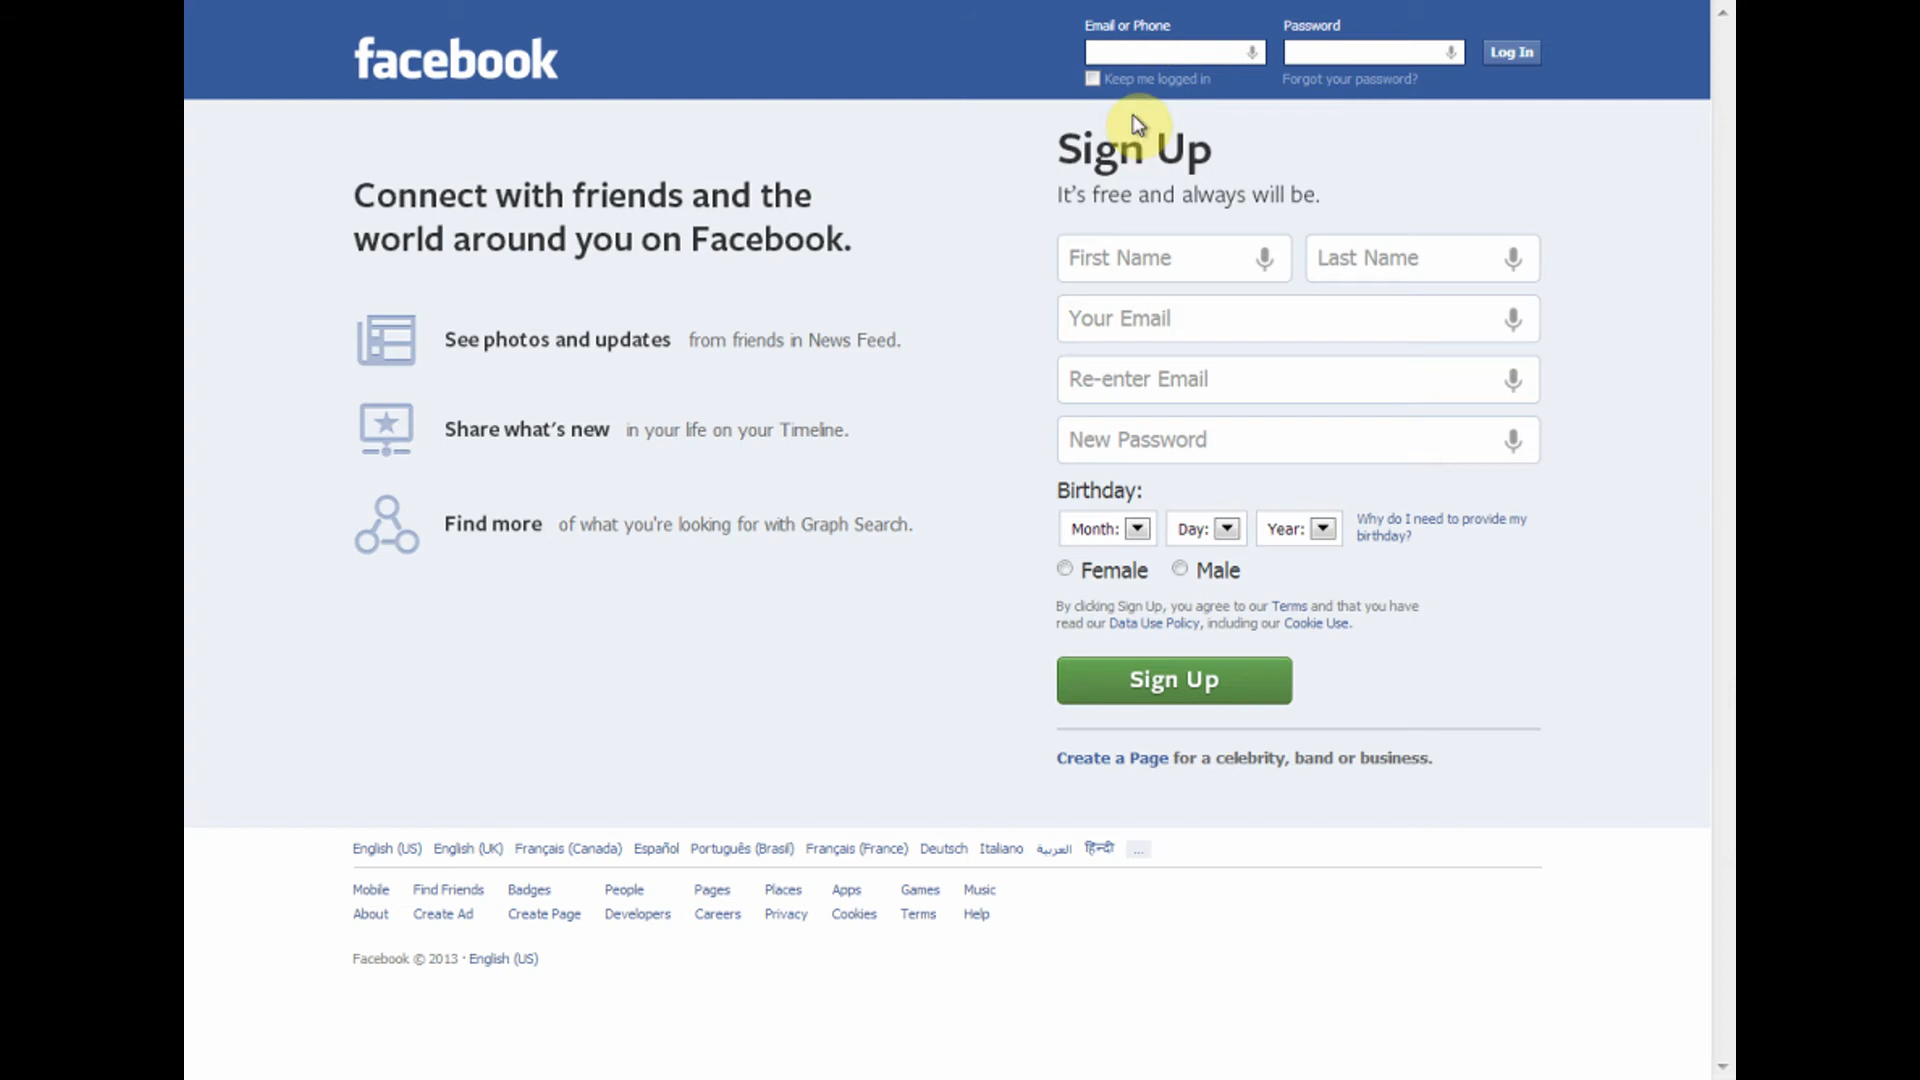 facebook
Email or Phone
Password
Log In
Keep me logged in
Forgot your password?
Connect with friends and the
world around you on Facebook.
See photos and updates from friends in News Feed.
Share what's new in your life on your Timeline.
Find more of what you're looking for with Graph Search.
Sign Up
It's free and always will be.
First Name
Last Name
Your Email
Re-enter Email
New Password
Birthday:
Month: Day: Year:
Why do I need to provide my
birthday?
Female Male
By clicking Sign Up, you agree to our Terms and that you have
read our Data Use Policy, including our Cookie Use.
Sign Up
Create a Page for a celebrity, band or business.
English (US) English (UK) Français (Canada) Español Português (Brasil) Français (France) Deutsch Italiano العربية हिन्दी ...
Mobile Find Friends Badges People Pages Places Apps Games Music
About Create Ad Create Page Developers Careers Privacy Cookies Terms Help
Facebook © 2013 · English (US)